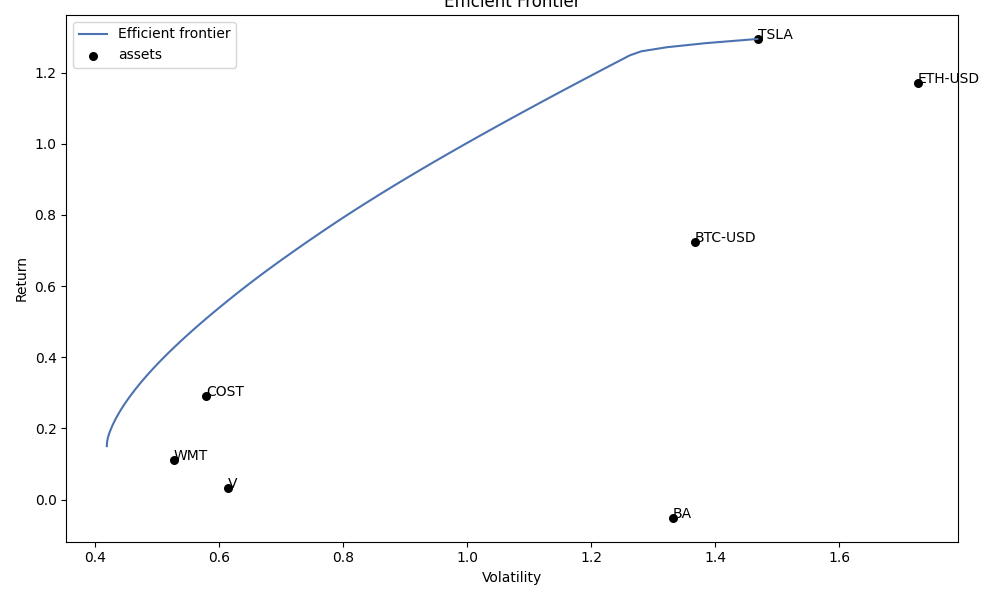 Efficient Frontier
Efficient frontier
assets
TSLA
ETH-USD
BTC-USD
COST
WMT
V
BA
Return
1.2
1.0
0.8
0.6
0.4
0.2
0.0
0.4 0.6 0.8 1.0 1.2 1.4 1.6
Volatility